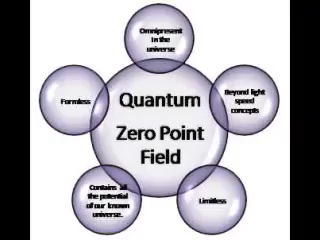 Omnipresent
in the
universe
Formless
Quantum
Zero Point
Field
Beyond light
speed
concepts
Contains all
the potential
of our known
universe.
Limitless